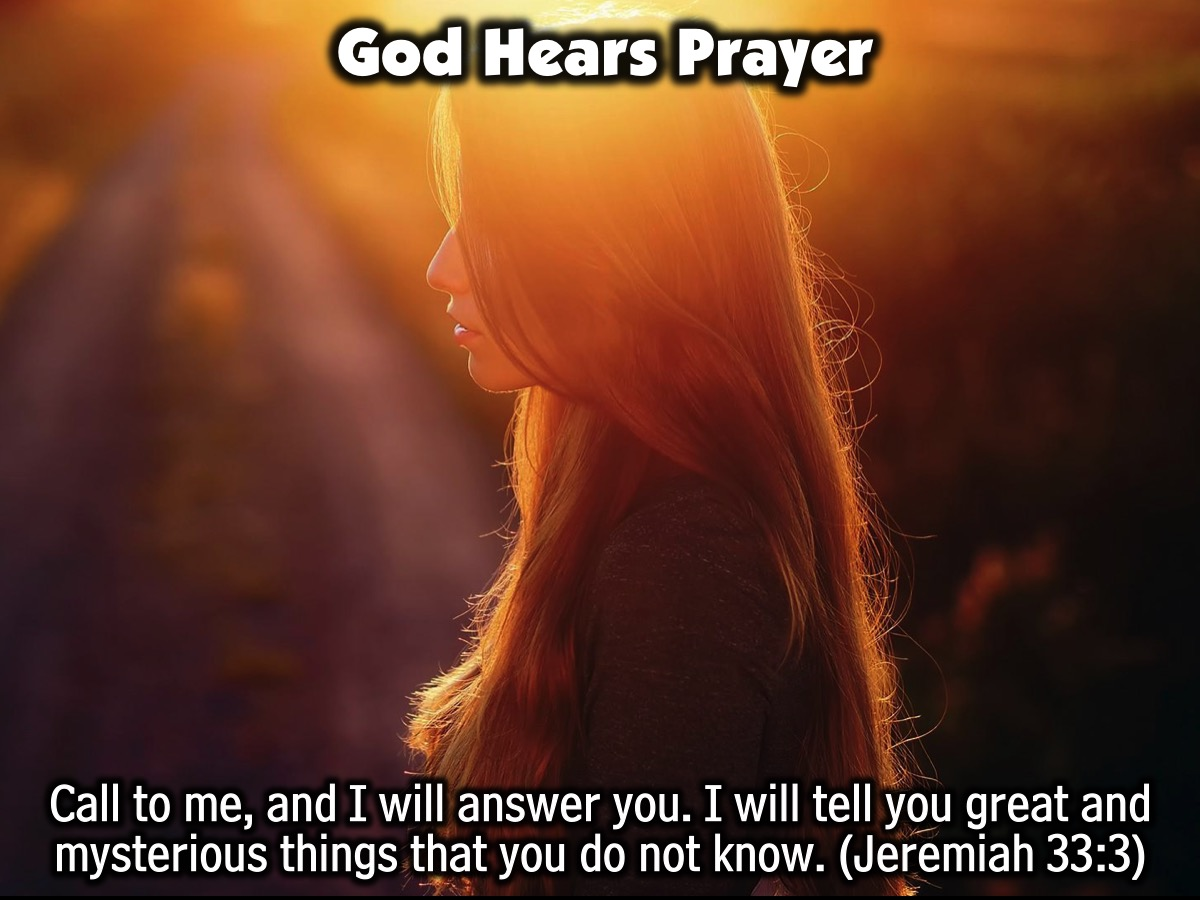 God Hears Prayer
Call to me, and I will answer you. I will tell you great and
mysterious things that you do not know. (Jeremiah 33:3)